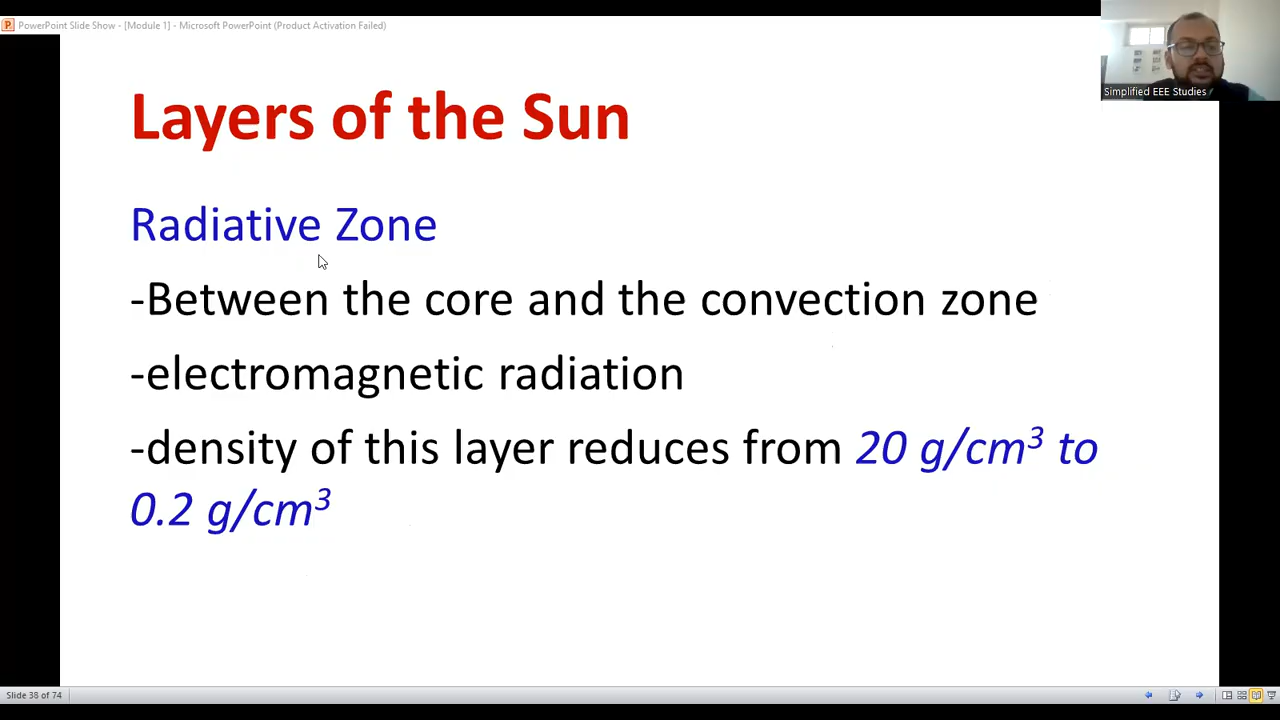 PowerPoint Slide Show - [Module 1] - Microsoft PowerPoint (Product Activation Failed)
Simplified EEE Studies
Layers of the Sun
Radiative Zone
-Between the core and the convection zone
-electromagnetic radiation
-density of this layer reduces from 20 g/cm³ to
0.2 g/cm³
Slide 38 of 74